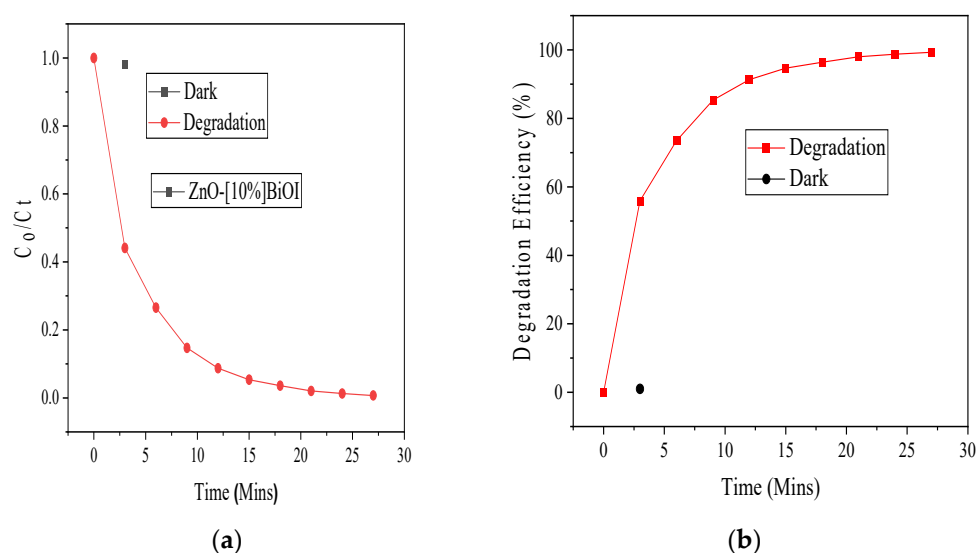 C0/Ct
1.0
0.8
0.6
0.4
0.2
0.0
Dark
Degradation
ZnO-[10%]BiOI
0 5 10 15 20 25 30
Time (Mins)
(a)
Degradation Efficiency (%)
100
80
60
40
20
0
Degradation
Dark
0 5 10 15 20 25 30
Time (Mins)
(b)